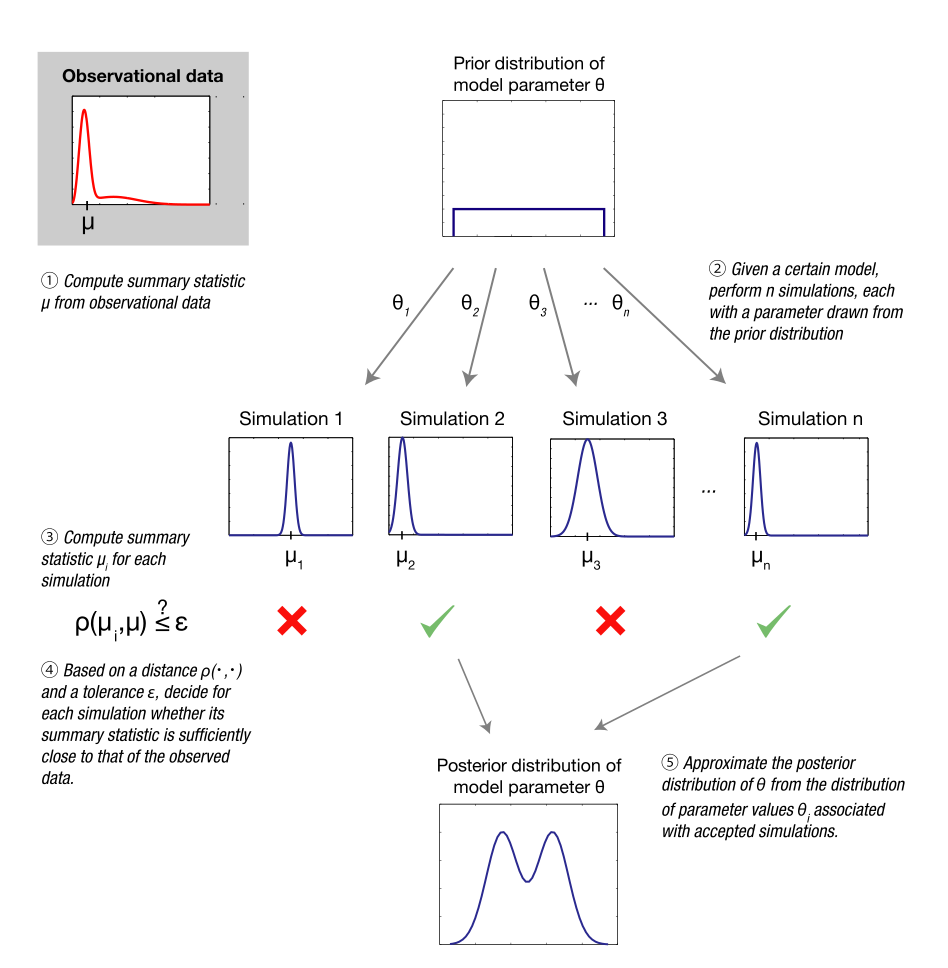 Observational data
μ
① Compute summary statistic
μ from observational data
Prior distribution of
model parameter θ
② Given a certain model,
perform n simulations, each
with a parameter drawn from
the prior distribution
θ1 θ2 θ3 ... θn
Simulation 1 Simulation 2 Simulation 3 Simulation n
...
μ1 μ2 μ3 μn
③ Compute summary
statistic μi for each
simulation
?
ρ(μi,μ) ≤ ε
④ Based on a distance ρ(·,·)
and a tolerance ε, decide for
each simulation whether its
summary statistic is sufficiently
close to that of the observed
data.
Posterior distribution of
model parameter θ
⑤ Approximate the posterior
distribution of θ from the distribution
of parameter values θi associated
with accepted simulations.